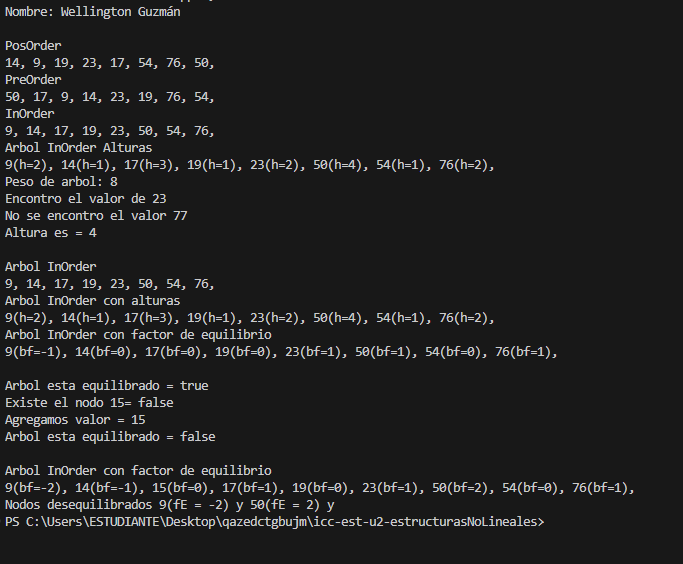 Nombre: Wellington Guzmán
PosOrder
14, 9, 19, 23, 17, 54, 76, 50,
PreOrder
50, 17, 9, 14, 23, 19, 76, 54,
InOrder
9, 14, 17, 19, 23, 50, 54, 76,
Arbol InOrder Alturas
9(h=2), 14(h=1), 17(h=3), 19(h=1), 23(h=2), 50(h=4), 54(h=1), 76(h=2),
Peso de arbol: 8
Encontro el valor de 23
No se encontro el valor 77
Altura es = 4
Arbol InOrder
9, 14, 17, 19, 23, 50, 54, 76,
Arbol InOrder con alturas
9(h=2), 14(h=1), 17(h=3), 19(h=1), 23(h=2), 50(h=4), 54(h=1), 76(h=2),
Arbol InOrder con factor de equilibrio
9(bf=-1), 14(bf=0), 17(bf=0), 19(bf=0), 23(bf=1), 50(bf=1), 54(bf=0), 76(bf=1),
Arbol esta equilibrado = true
Existe el nodo 15= false
Agregamos valor = 15
Arbol esta equilibrado = false
Arbol InOrder con factor de equilibrio
9(bf=-2), 14(bf=-1), 15(bf=0), 17(bf=1), 19(bf=0), 23(bf=1), 50(bf=2), 54(bf=0), 76(bf=1),
Nodos desequilibrados 9(fE = -2) y 50(fE = 2) y
PS C:\Users\ESTUDIANTE\Desktop\qazedctgbujm\icc-est-u2-estructurasNoLineales>